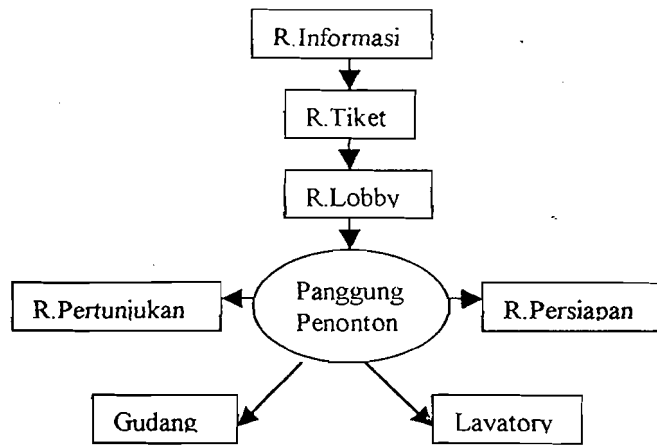 R.Informasi
R.Tiket
R.Lobby
Panggung
Penonton
R.Pertunjukan
R.Persiapan
Gudang
Lavatory